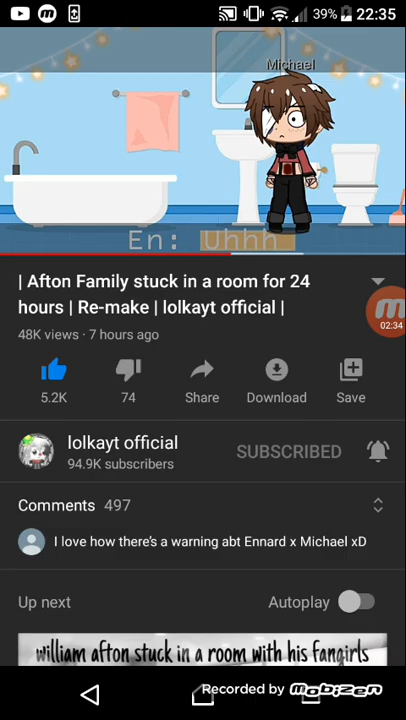 39% 22:35
Michael
En: Uhhh
| Afton Family stuck in a room for 24
hours | Re-make | lolkayt official |
48K views · 7 hours ago
02:34
5.2K 74 Share Download Save
lolkayt official
94.9K subscribers
SUBSCRIBED
Comments 497
I love how there's a warning abt Ennard x Michael xD
Up next Autoplay
william afton stuck in a room with his fangirls
Recorded by Mobizen